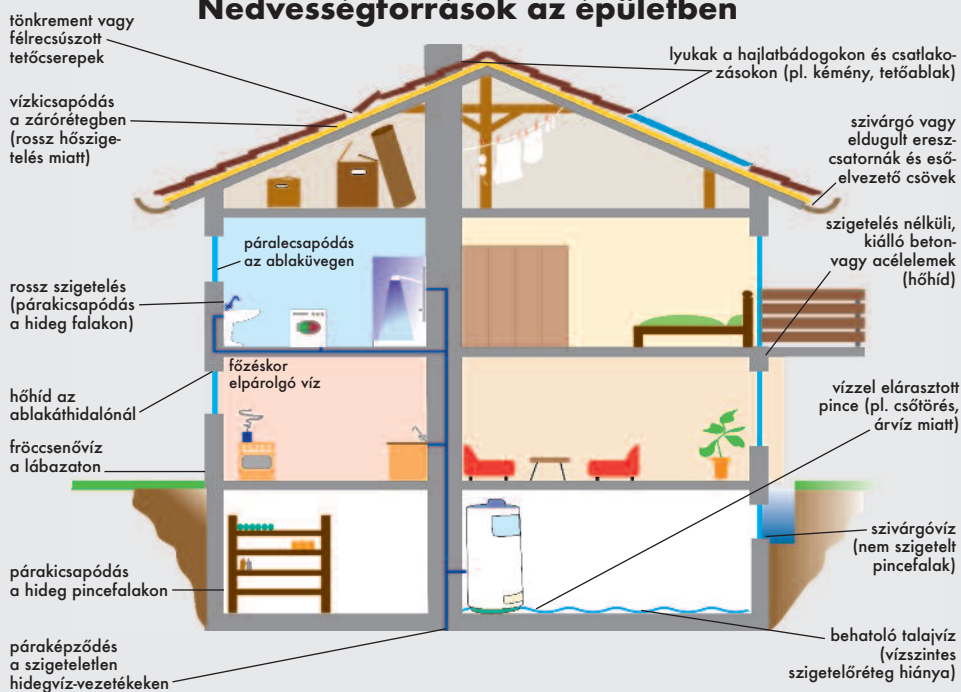 Nedvességforrások az épületben
tönkrement vagy
félrecsúszott
tetőcserepek
vízkicsapódás
a zárórétegben
(rossz hőszige-
telés miatt)
rossz szigetelés
(párakicsapódás
a hideg falakon)
hőhíd az
ablakáthidalónál
fröccsenővíz
a lábazaton
párakicsapódás
a hideg pincefalakon
páraképződés
a szigeteletlen
hidegvíz-vezetékeken
páralecsapódás
az ablaküvegen
főzéskor
elpárolgó víz
lyukak a hajlatbádogokon és csatlako-
zásokon (pl. kémény, tetőablak)
szivárgó vagy
eldugult eresz-
csatornák és eső-
elvezető csövek
szigetelés nélküli,
kiálló beton-
vagy acélelemek
(hőhíd)
vízzel elárasztott
pince (pl. csőtörés,
árvíz miatt)
szivárgóvíz
(nem szigetelt
pincefalak)
behatoló talajvíz
(vízszintes
szigetelőréteg hiánya)